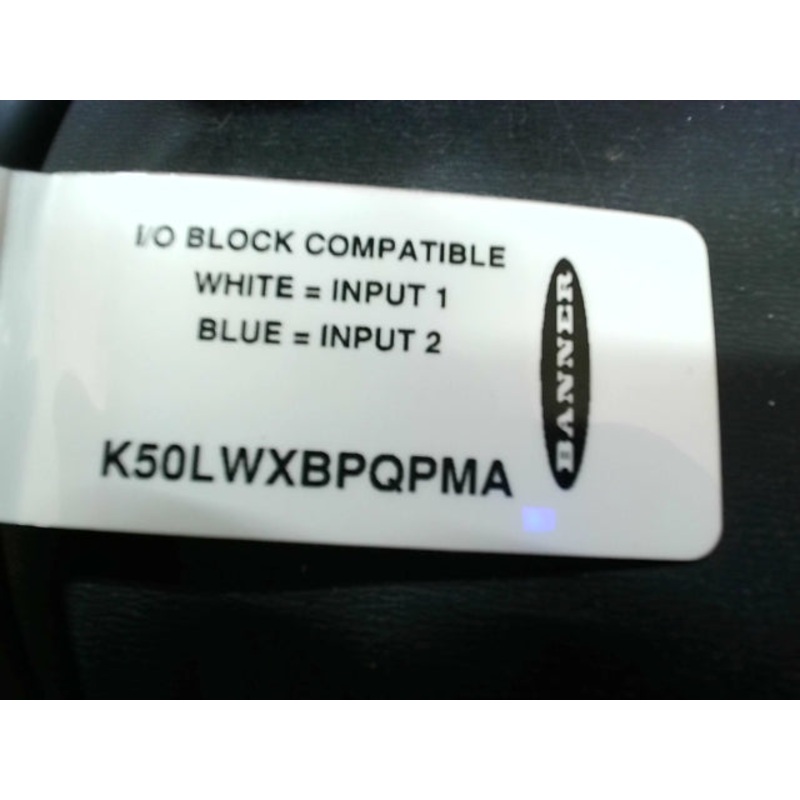 I/O BLOCK COMPATIBLE
WHITE = INPUT 1
BLUE = INPUT 2
K50LWXBPQPMA
BANNER